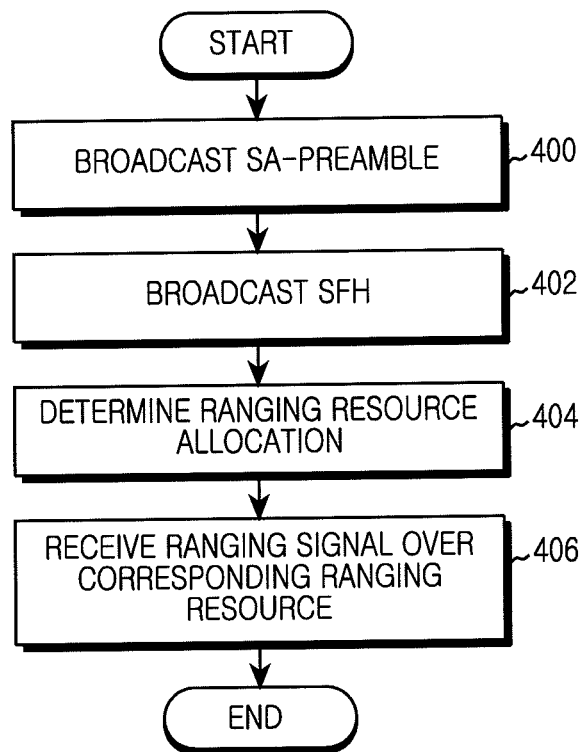 START
BROADCAST SA-PREAMBLE
400
BROADCAST SFH
402
DETERMINE RANGING RESOURCE
ALLOCATION
404
RECEIVE RANGING SIGNAL OVER
CORRESPONDING RANGING
RESOURCE
406
END